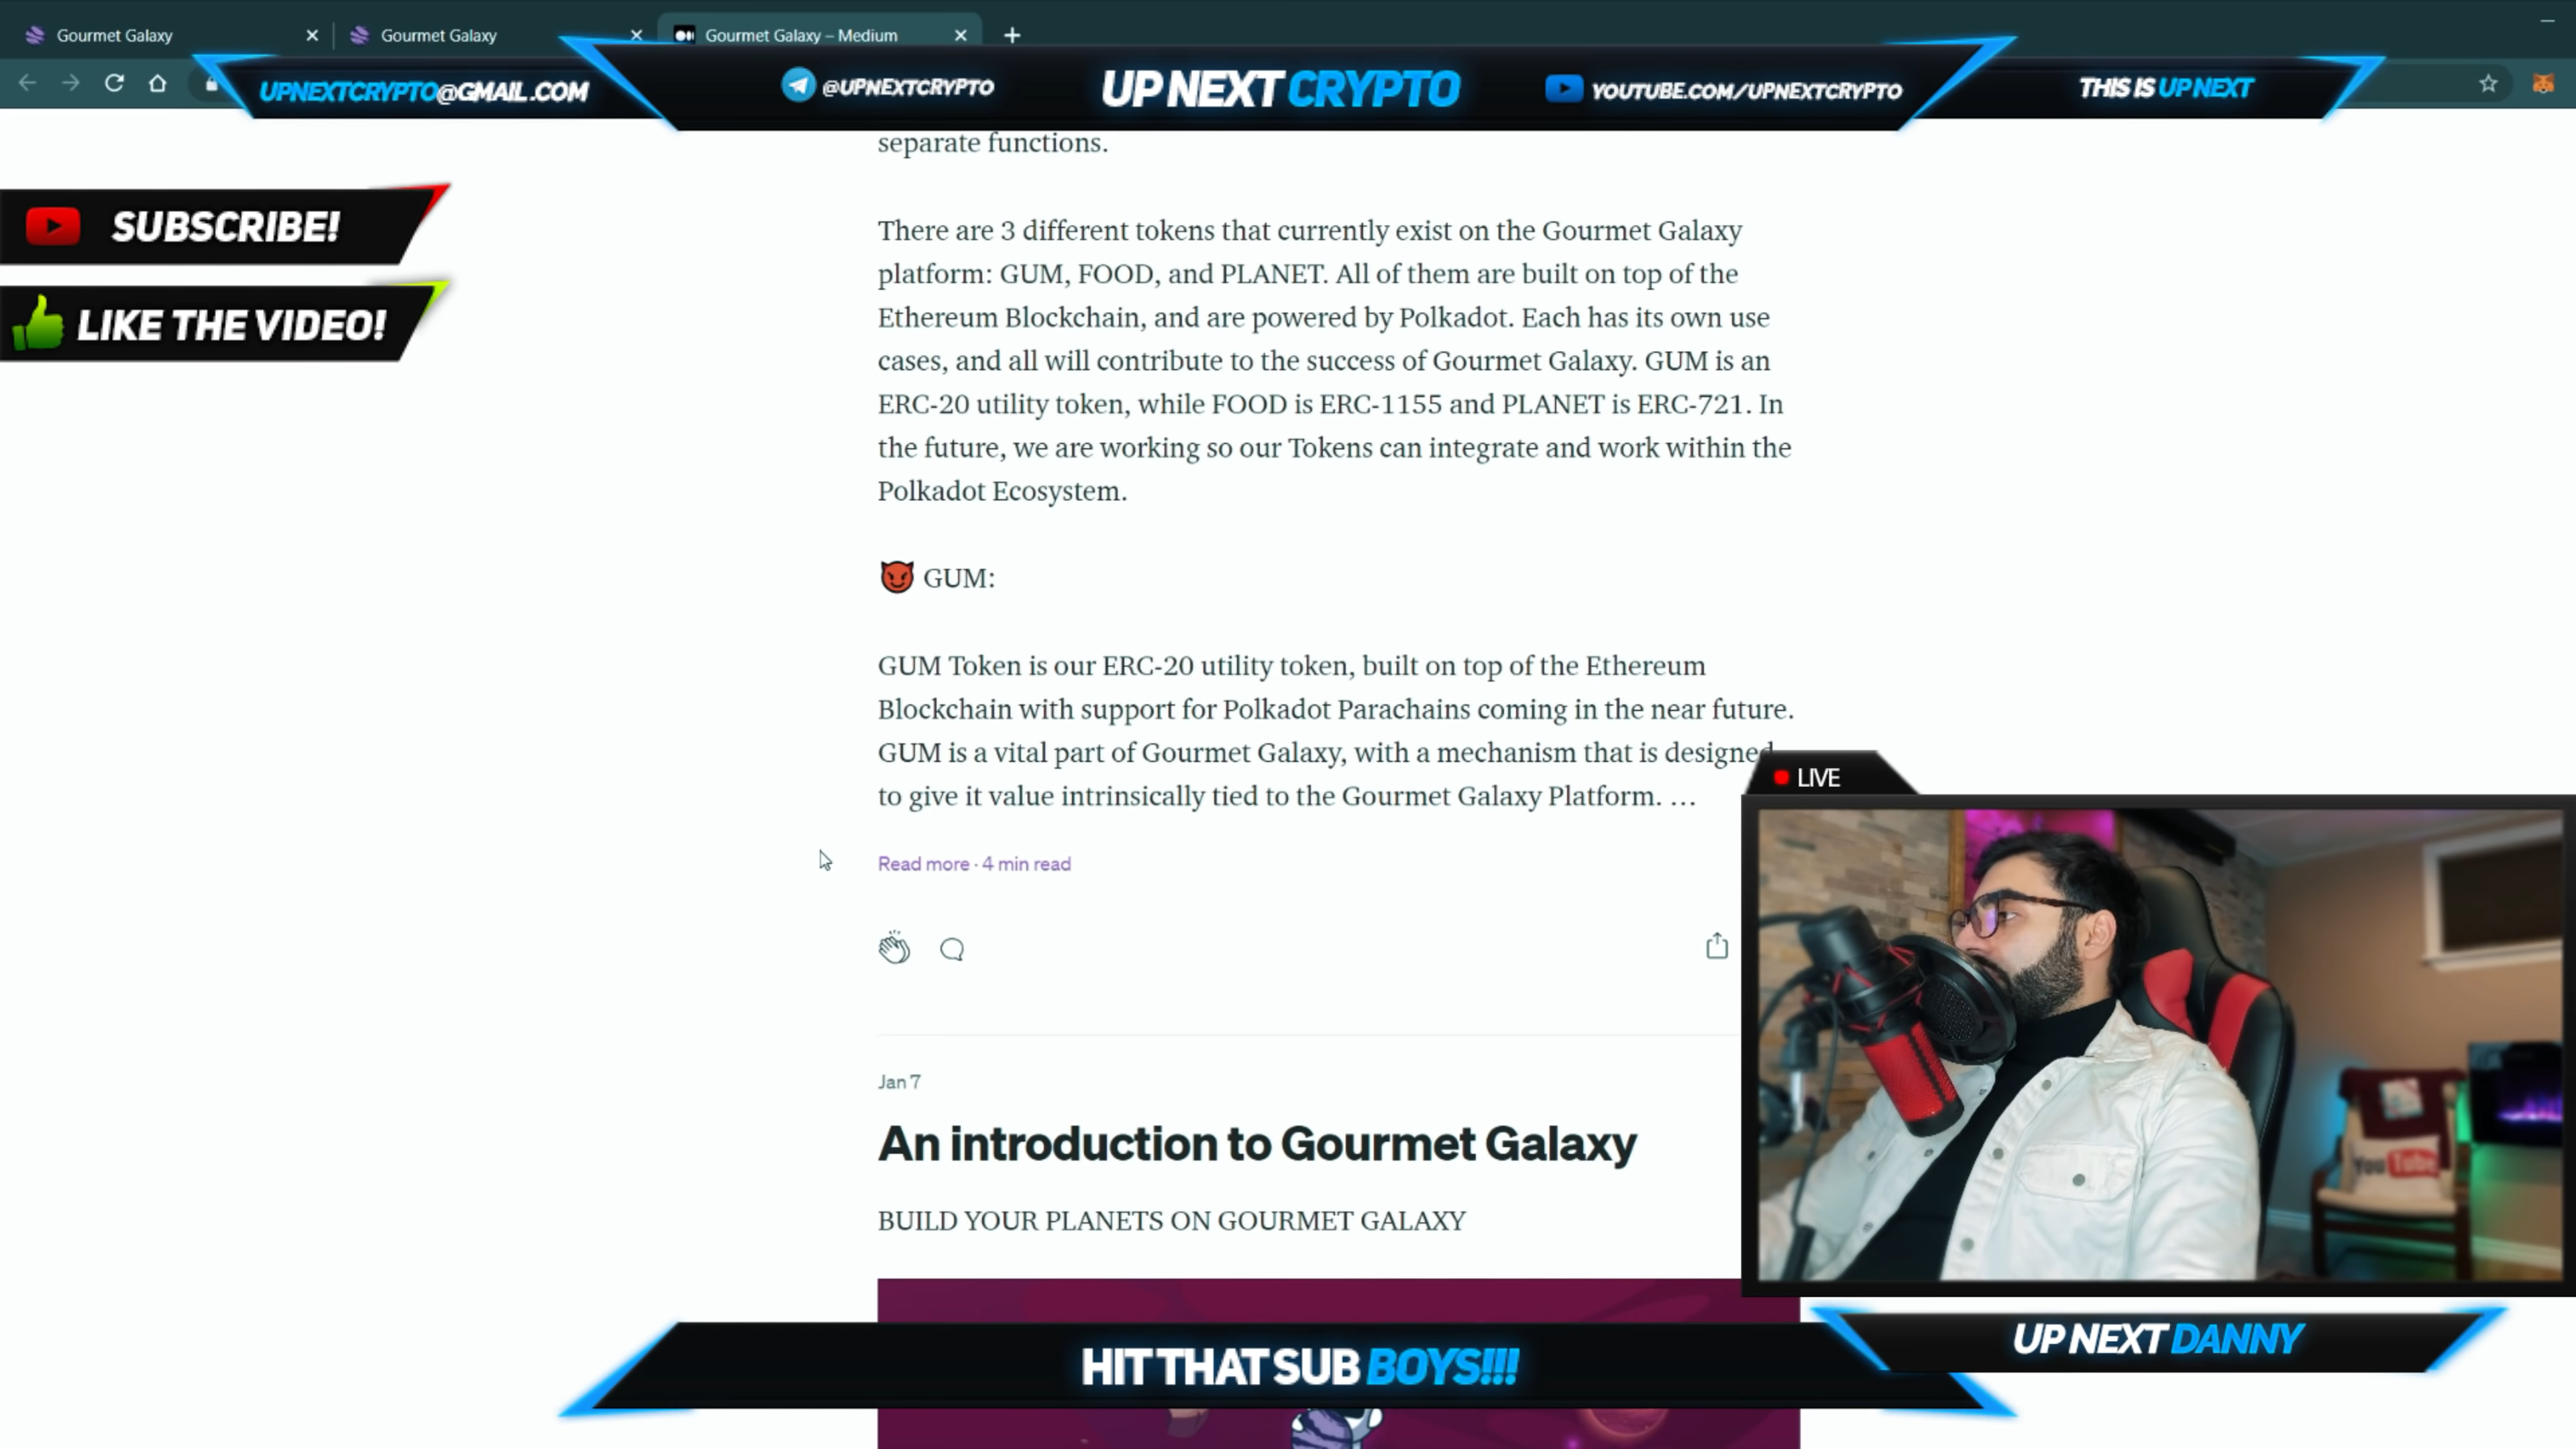 Gourmet Galaxy
Gourmet Galaxy
Gourmet Galaxy – Medium
UPNEXTCRYPTO@GMAIL.COM
@UPNEXTCRYPTO
UP NEXT CRYPTO
YOUTUBE.COM/UPNEXTCRYPTO
THIS IS UP NEXT
SUBSCRIBE!
LIKE THE VIDEO!
separate functions.
There are 3 different tokens that currently exist on the Gourmet Galaxy
platform: GUM, FOOD, and PLANET. All of them are built on top of the
Ethereum Blockchain, and are powered by Polkadot. Each has its own use
cases, and all will contribute to the success of Gourmet Galaxy. GUM is an
ERC-20 utility token, while FOOD is ERC-1155 and PLANET is ERC-721. In
the future, we are working so our Tokens can integrate and work within the
Polkadot Ecosystem.
😈 GUM:
GUM Token is our ERC-20 utility token, built on top of the Ethereum
Blockchain with support for Polkadot Parachains coming in the near future.
GUM is a vital part of Gourmet Galaxy, with a mechanism that is designed
to give it value intrinsically tied to the Gourmet Galaxy Platform. …
Read more · 4 min read
Jan 7
An introduction to Gourmet Galaxy
BUILD YOUR PLANETS ON GOURMET GALAXY
LIVE
You Tube
UP NEXT DANNY
HIT THAT SUB BOYS!!!